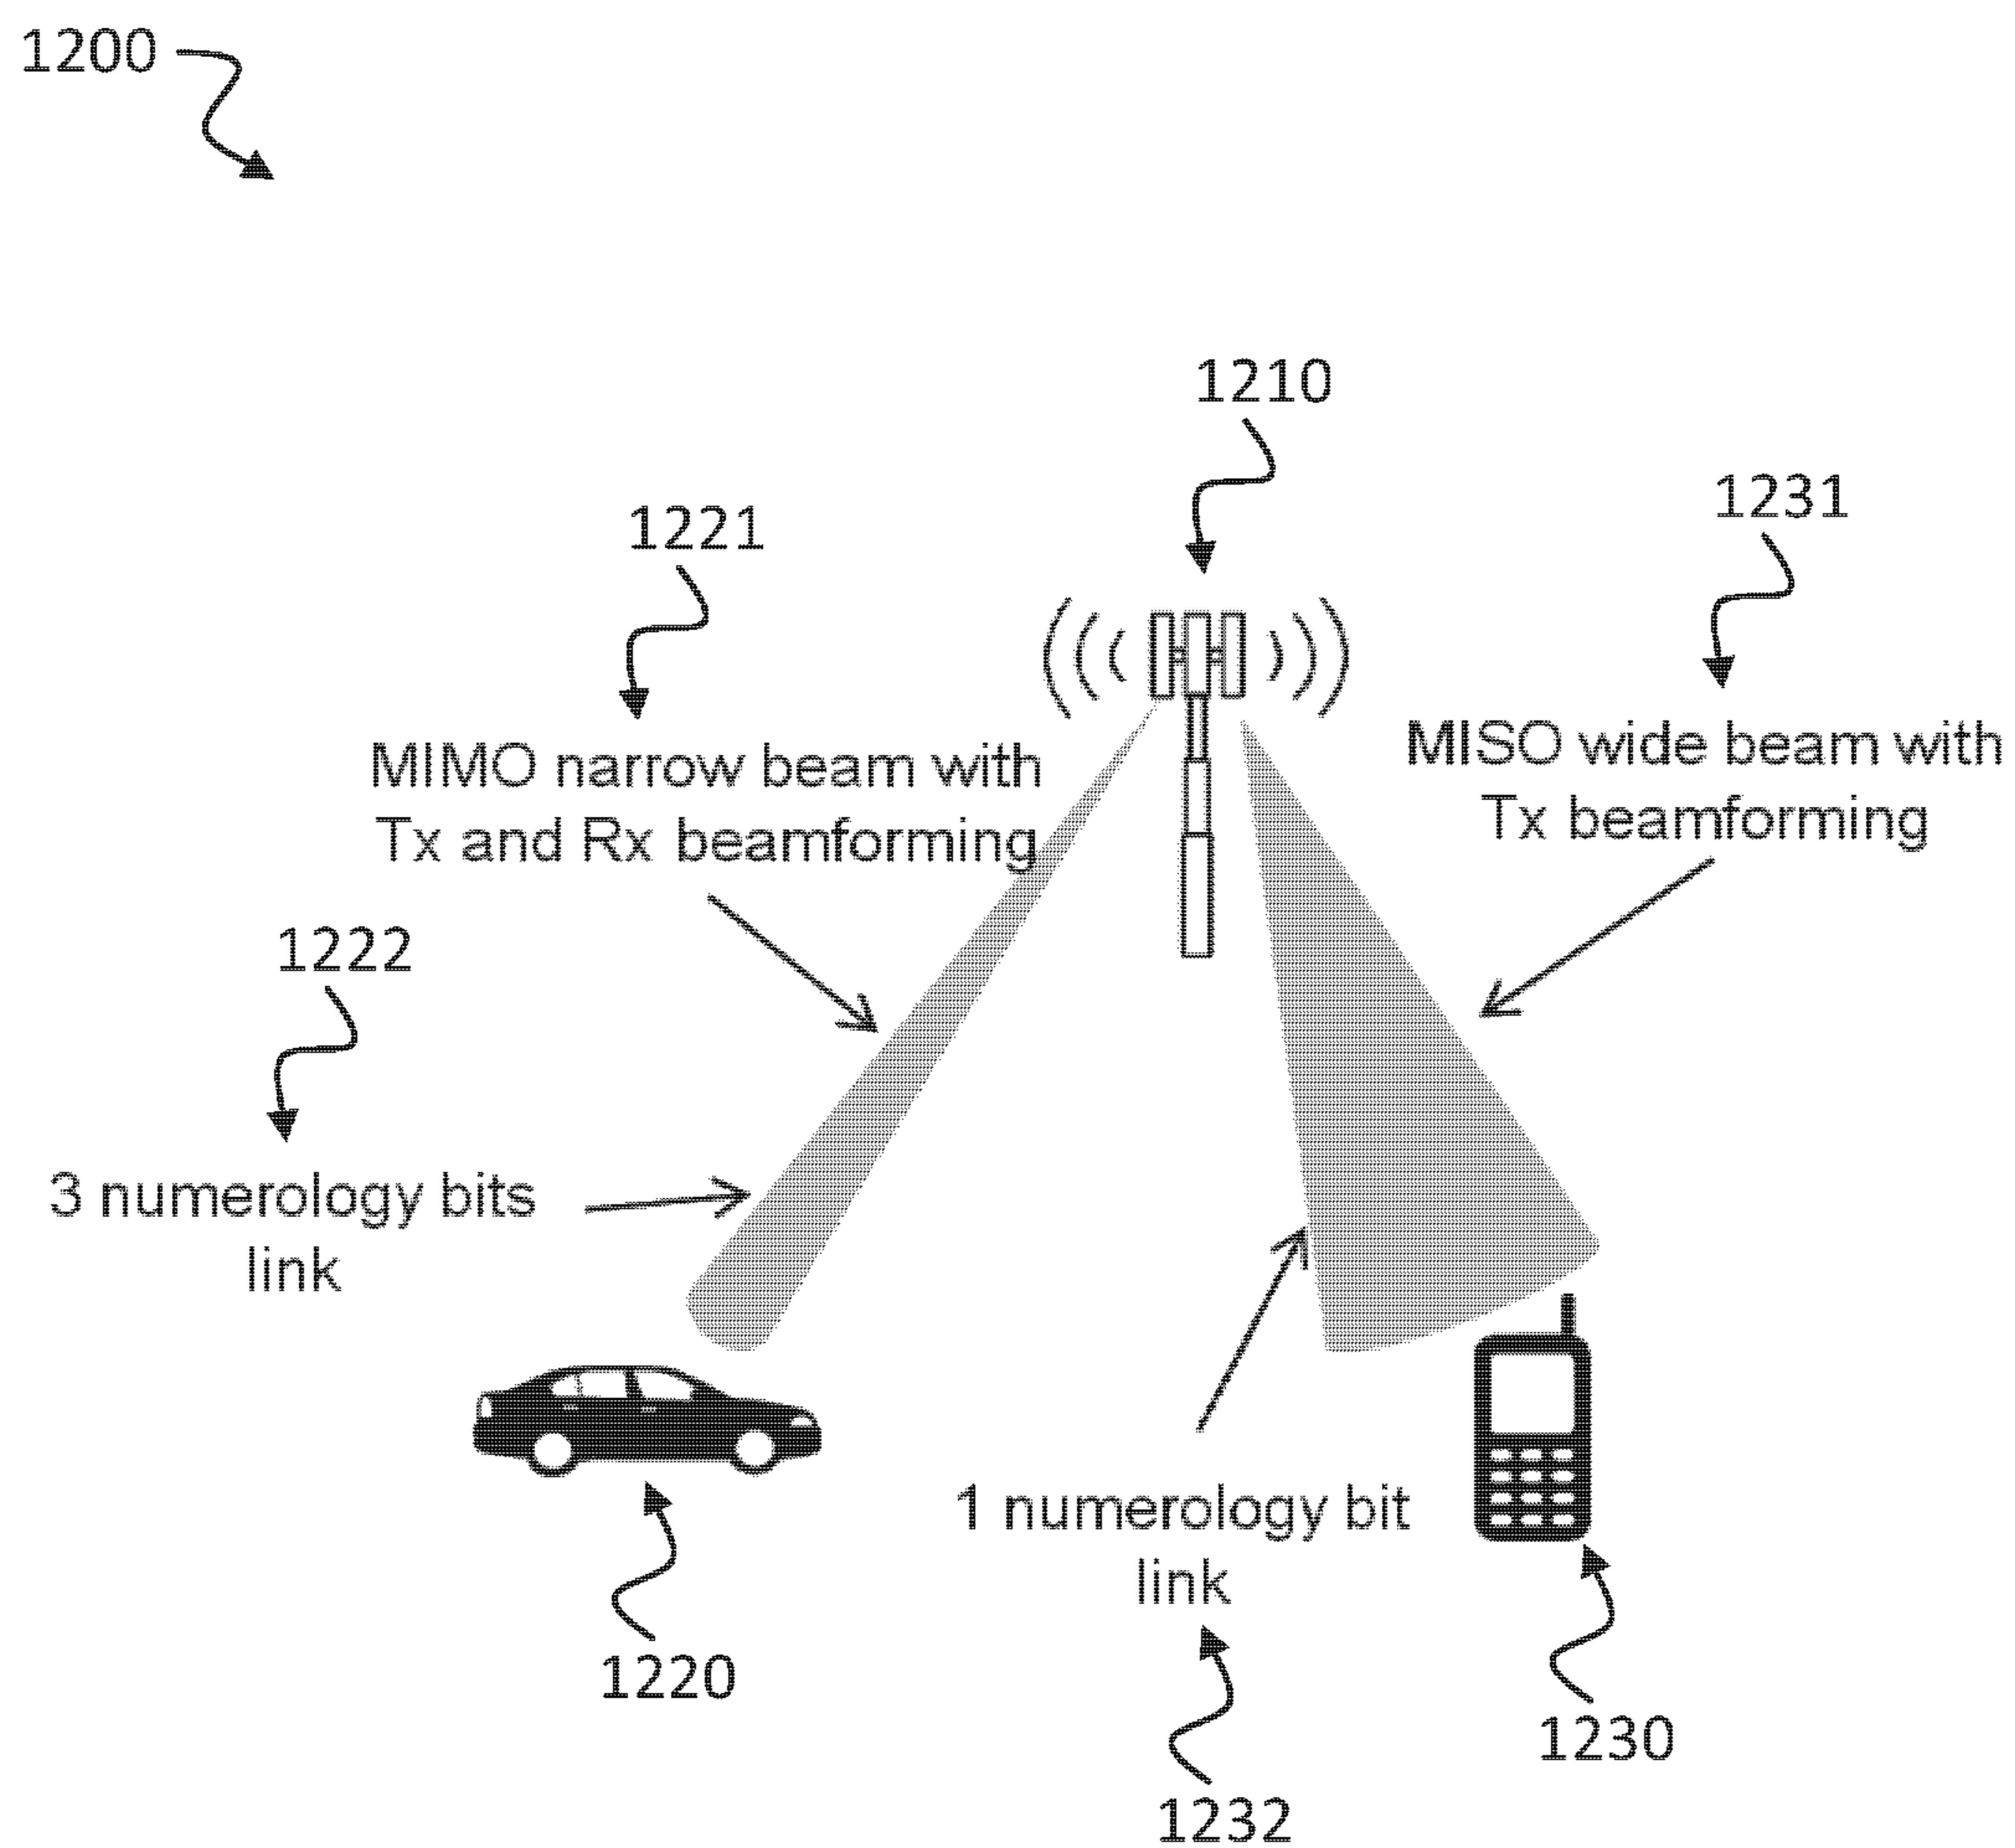 1200
1210
1231
1221
MISO wide beam with
Tx beamforming
MIMO narrow beam with
Tx and Rx beamforming
1222
3 numerology bits
link
1 numerology bit
link
1220
1230
1232